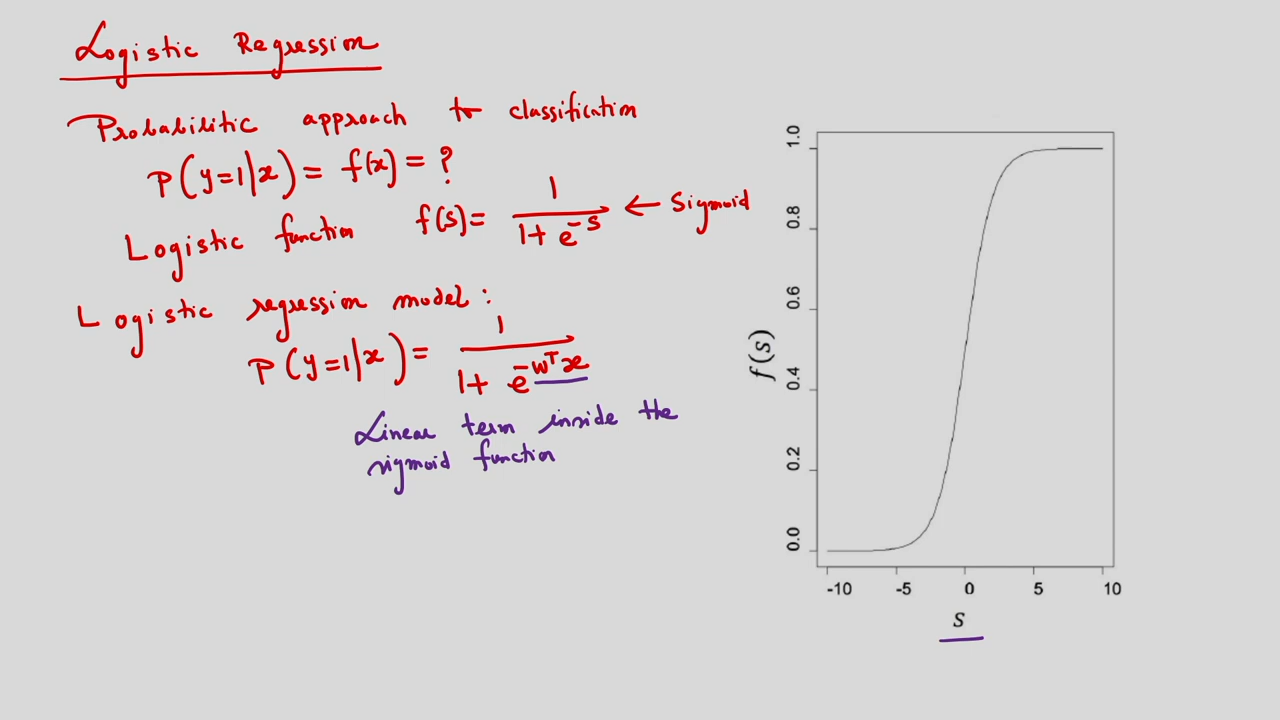 Logistic Regression
Probabilitic approach to classification
P(y=1|x) = f(x) = ?
Logistic function f(s) = 1 / (1 + e^-s) ← Sigmoid
Logistic regression model:
P(y=1|x) = 1 / (1 + e^-w^T x)
Linear term inside the
sigmoid function
f(s)
1.0
0.8
0.6
0.4
0.2
0.0
-10 -5 0 5 10
S